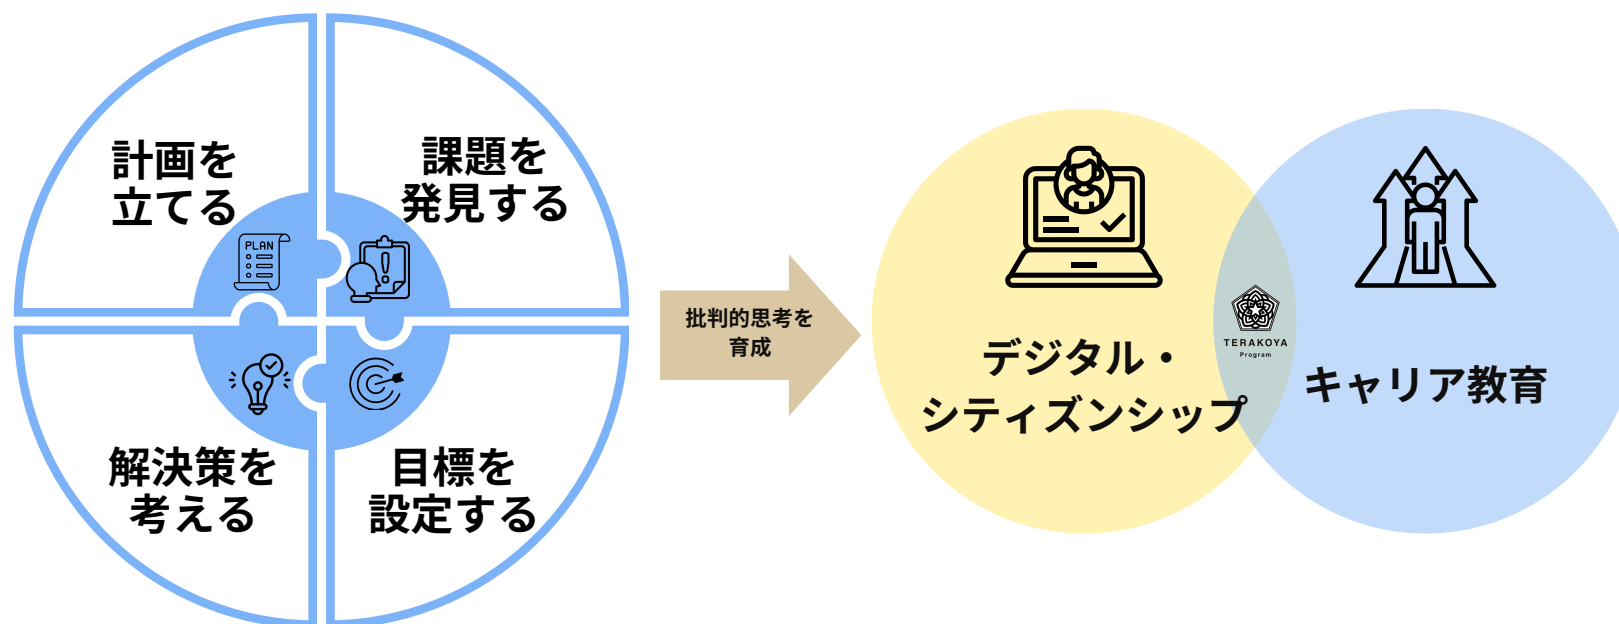 計画を
立てる
課題を
発見する
PLAN
解決策を
考える
目標を
設定する
批判的思考を
育成
デジタル・
シティズンシップ
TERAKOYA
Program
キャリア教育